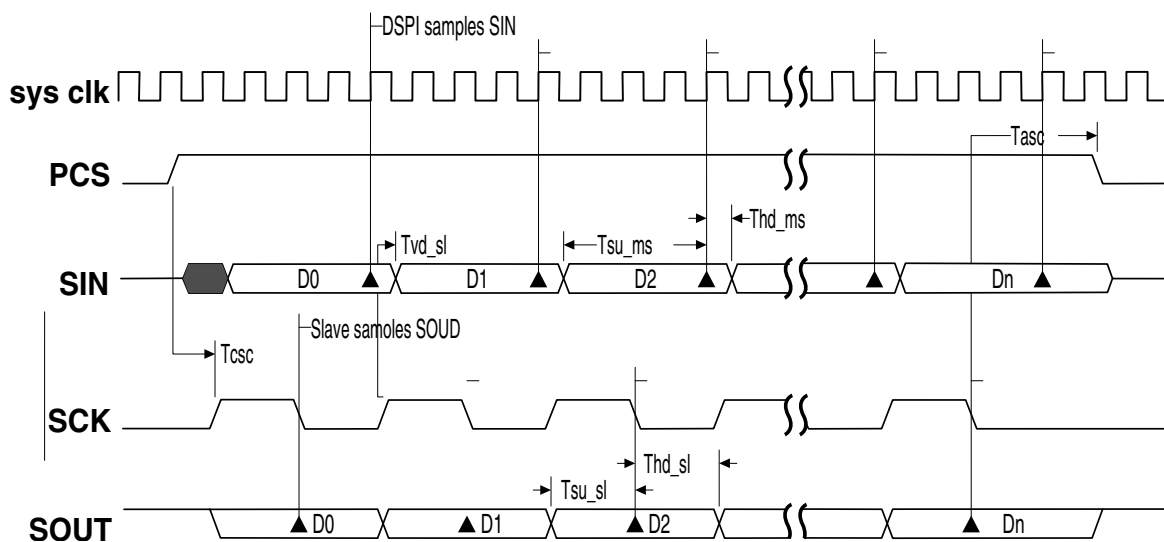 DSPI samples SIN
sys clk
Tasc
PCS
Thd_ms
Tvd_sl
Tsu_ms
SIN
D0
D1
D2
Dn
Slave samoles SOUD
Tcsc
SCK
Thd_sl
Tsu_sl
SOUT
D0
D1
D2
Dn